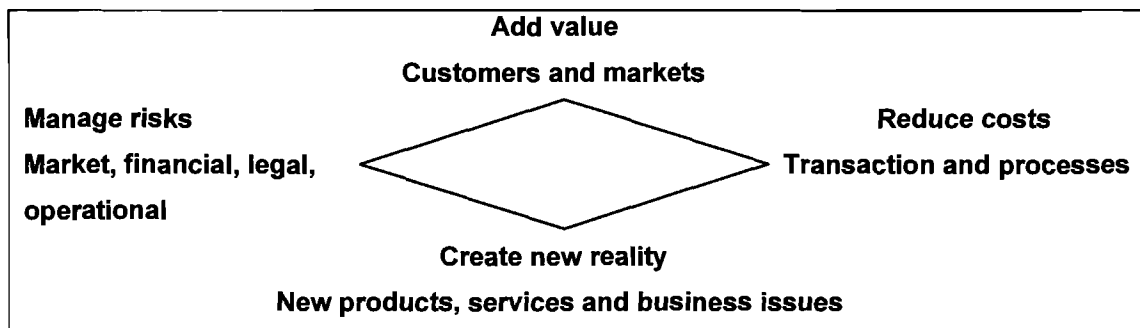 Add value
Customers and markets
Manage risks
Market, financial, legal,
operational
Reduce costs
Transaction and processes
Create new reality
New products, services and business issues